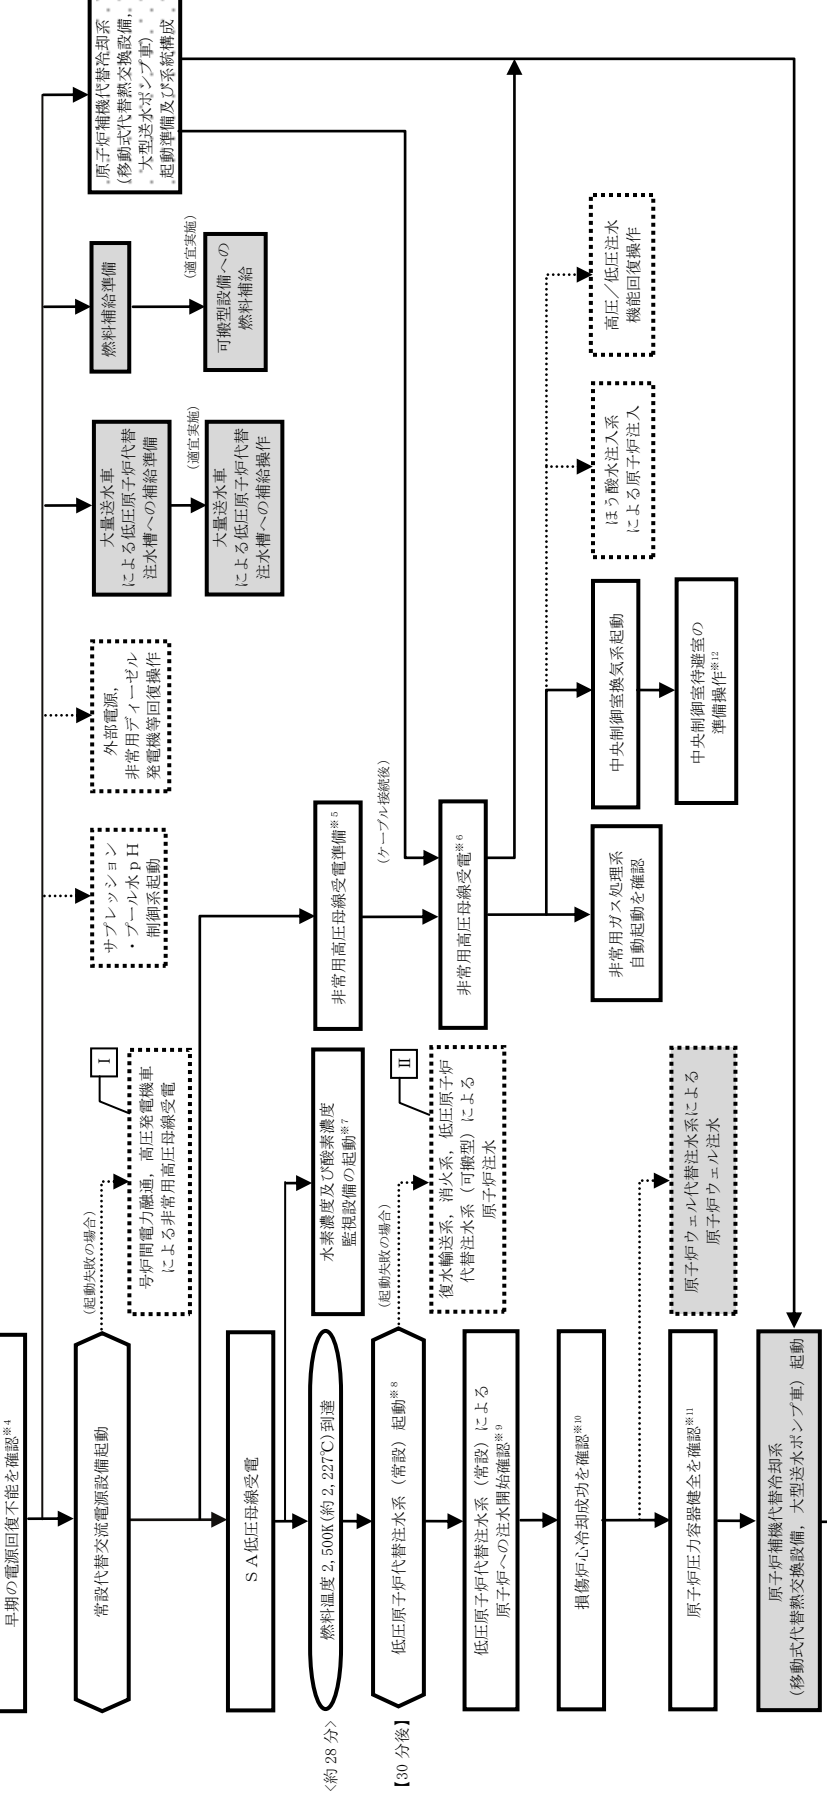 早期の電源回復不能を確認※4
常設代替交流電源設備起動
(起動失敗の場合)
Ⅰ
号炉間電力融通，高圧発電機車
による非常用高圧母線受電
サプレッション
・プール水ｐＨ
制御系起動
外部電源，
非常用ディーゼル
発電機等回復操作
大量送水車
による低圧原子炉代替
注水槽への補給準備
(適宜実施)
大量送水車
による低圧原子炉代替
注水槽への補給操作
燃料補給準備
(適宜実施)
可搬型設備への
燃料補給
原子炉補機代替冷却系
(移動式代替熱交換設備，
大型送水ポンプ車)
起動準備及び系統構成
ＳＡ低圧母線受電
水素濃度及び酸素濃度
監視設備の起動※7
非常用高圧母線受電準備※5
(ケーブル接続後)
非常用高圧母線受電※6
<約 28 分>
燃料温度 2,500K(約 2,227℃)到達
【30 分後】
低圧原子炉代替注水系（常設）起動※8
(起動失敗の場合)
Ⅱ
復水輸送系，消火系，低圧原子炉
代替注水系（可搬型）による
原子炉注水
低圧原子炉代替注水系（常設）による
原子炉への注水開始確認※9
損傷炉心冷却成功を確認※10
非常用ガス処理系
自動起動を確認
中央制御室換気系起動
中央制御室待避室の
準備操作※12
ほう酸水注入系
による原子炉注入
高圧／低圧注水
機能回復操作
原子炉圧力容器健全を確認※11
原子炉ウェル代替注水系による
原子炉ウェル注水
原子炉補機代替冷却系
(移動式代替熱交換設備，大型送水ポンプ車）起動